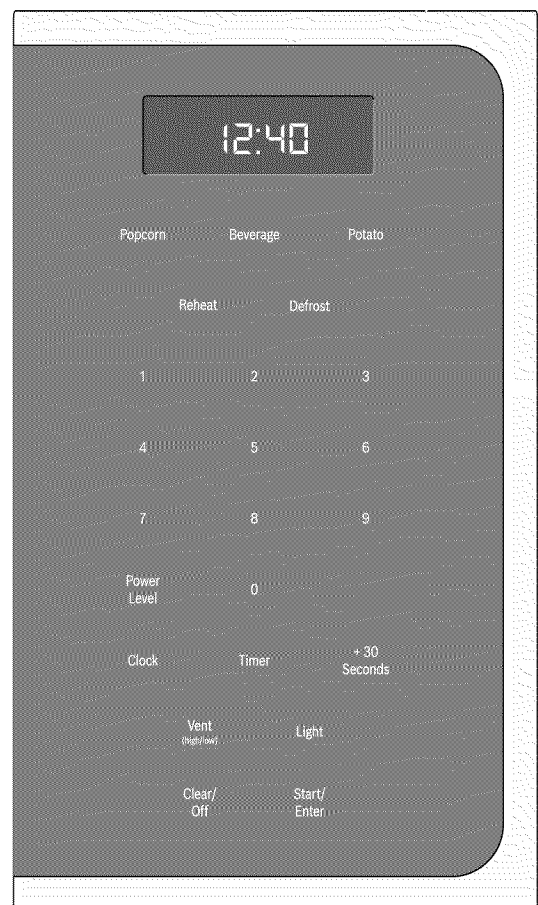 12:40
Popcorn Beverage Potato
Reheat Defrost
1 2 3
4 5 6
7 8 9
Power
Level
0
Clock Timer
+ 30
Seconds
Vent
(high/low)
Light
Clear/
Off
Start/
Enter